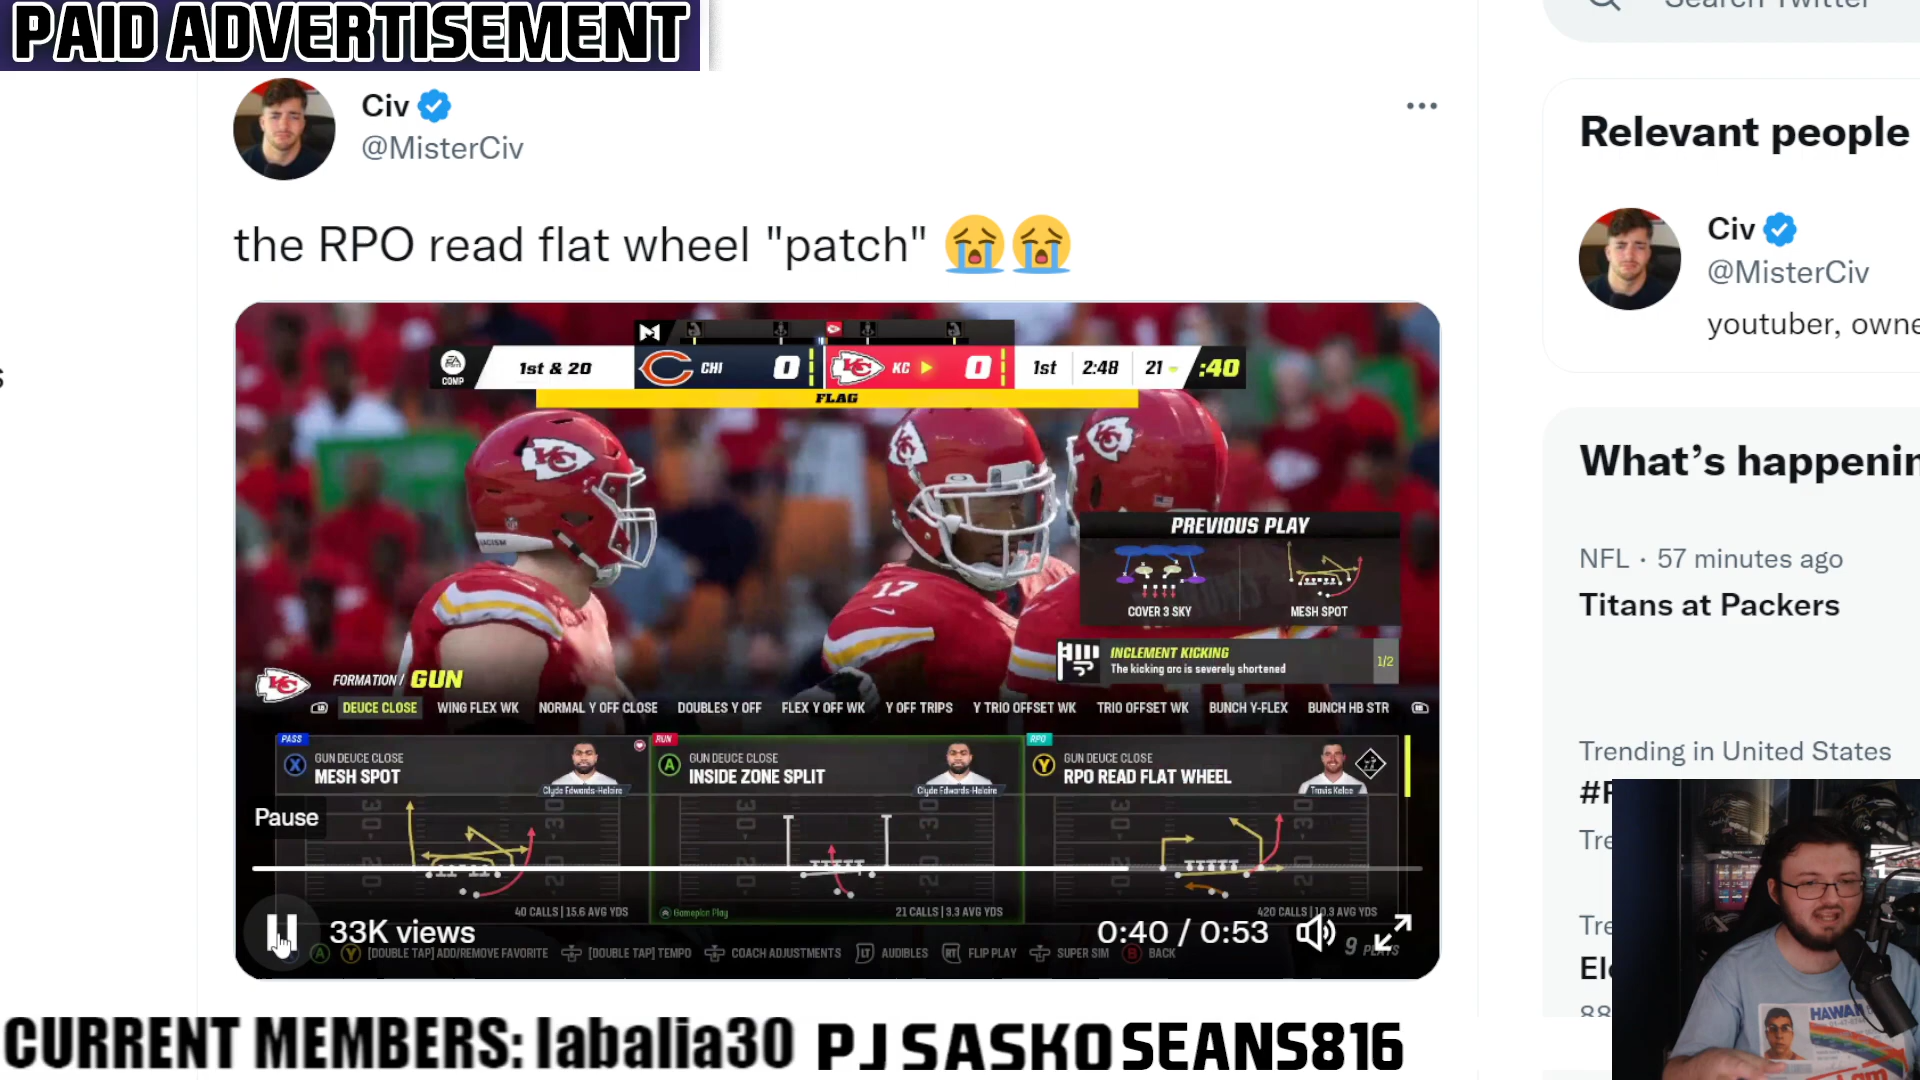 PAID ADVERTISEMENT
Search Twitter
Civ
@MisterCiv
the RPO read flat wheel "patch" 😭😭
Relevant people
Civ
@MisterCiv
youtuber, owne
What's happenin
NFL · 57 minutes ago
Titans at Packers
Trending in United States
EA
COMP
1st & 20
CHI 0
KC 0
1st 2:48 21 :40
FLAG
17
PREVIOUS PLAY
COVER 3 SKY
MESH SPOT
INCLEMENT KICKING
The kicking arc is severely shortened
1/2
FORMATION / GUN
DEUCE CLOSE WING FLEX WK NORMAL Y OFF CLOSE DOUBLES Y OFF FLEX Y OFF WK Y OFF TRIPS Y TRIO OFFSET WK TRIO OFFSET WK BUNCH Y-FLEX BUNCH HB STR
PASS
X GUN DEUCE CLOSE
MESH SPOT
Clyde Edwards-Helaire
40 CALLS | 15.6 AVG YDS
RUN
A GUN DEUCE CLOSE
INSIDE ZONE SPLIT
Clyde Edwards-Helaire
Gameplan Play
21 CALLS | 3.3 AVG YDS
RPO
Y GUN DEUCE CLOSE
RPO READ FLAT WHEEL
Travis Kelce
420 CALLS | 10.3 AVG YDS
Pause
33K views
0:40 / 0:53
9 PLAYS
A Y [DOUBLE TAP] ADD/REMOVE FAVORITE [DOUBLE TAP] TEMPO COACH ADJUSTMENTS LT AUDIBLES RT FLIP PLAY SUPER SIM B BACK
HAWAII
CURRENT MEMBERS: labalia30 PJ SASKO SEANS816